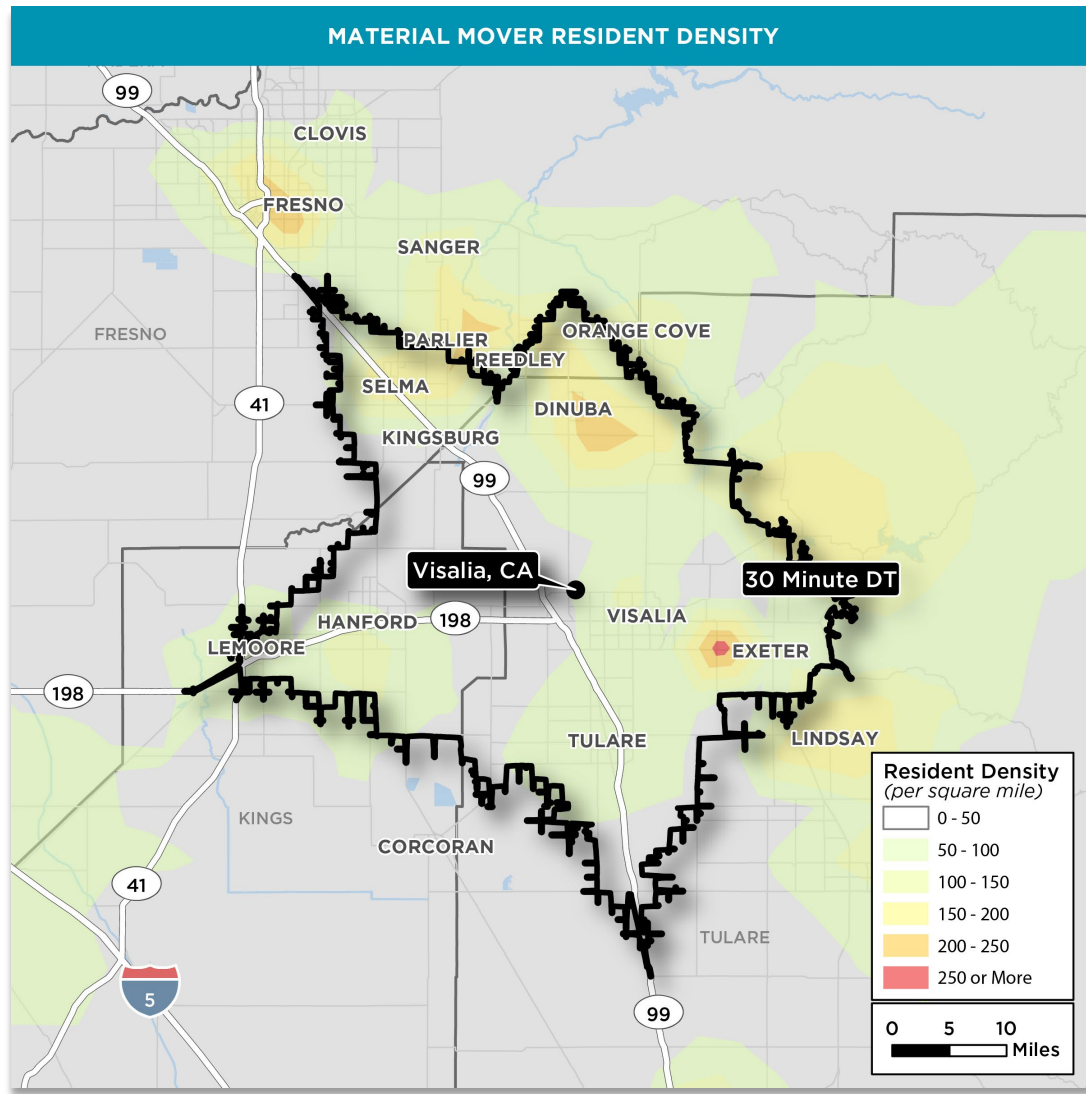 MATERIAL MOVER RESIDENT DENSITY
99
CLOVIS
FRESNO
SANGER
FRESNO
ORANGE COVE
PARLIER
REEDLEY
SELMA
41
DINUBA
KINGSBURG
99
Visalia, CA
30 Minute DT
VISALIA
HANFORD
198
LEMOORE
EXETER
198
TULARE
LINDSAY
KINGS
CORCORAN
41
TULARE
5
99
Resident Density
(per square mile)
0 - 50
50 - 100
100 - 150
150 - 200
200 - 250
250 or More
0 5 10
Miles